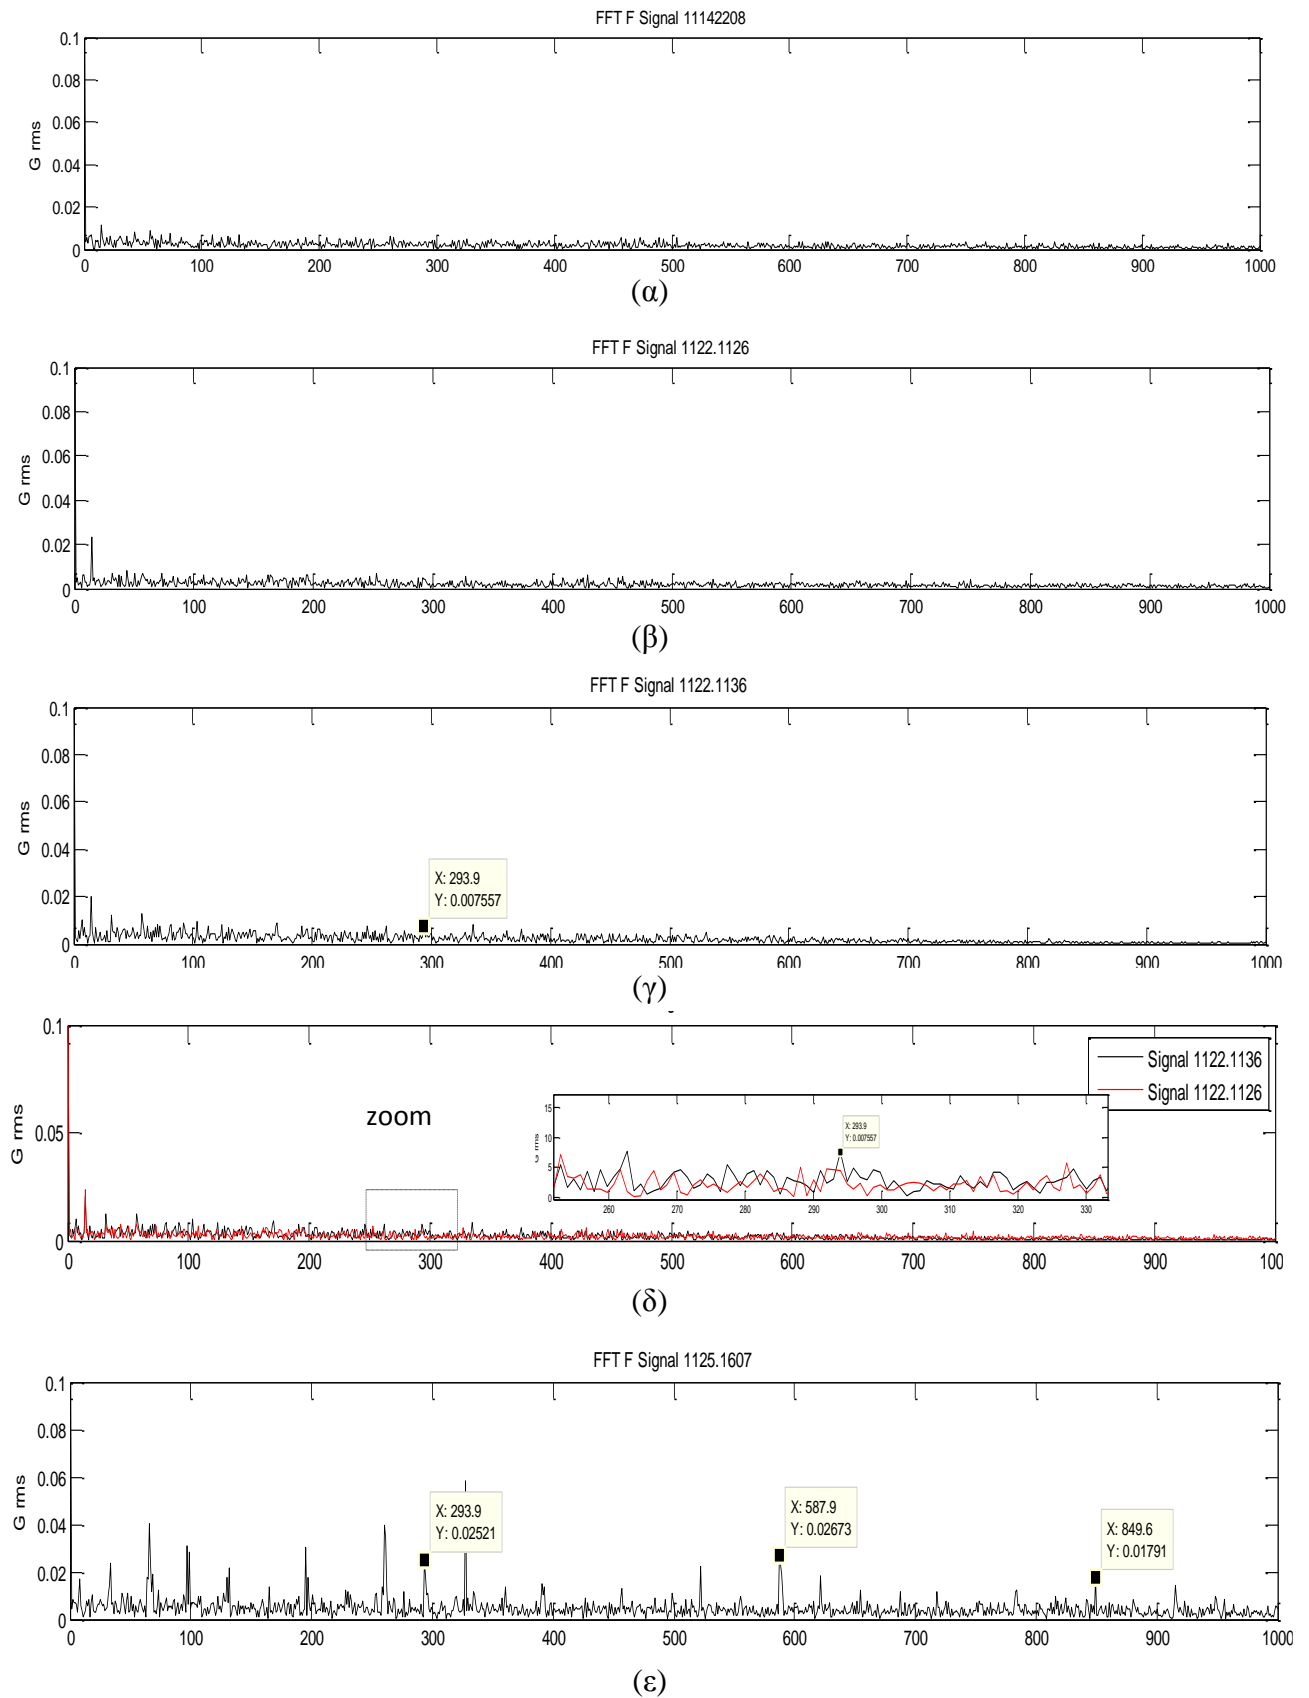 FFT F Signal 11142208
0.1
0.08
0.06
0.04
0.02
0
G rms
0 100 200 300 400 500 600 700 800 900 1000
(α)
FFT F Signal 1122.1126
0.1
0.08
0.06
0.04
0.02
0
G rms
0 100 200 300 400 500 600 700 800 900 1000
(β)
FFT F Signal 1122.1136
0.1
0.08
0.06
0.04
0.02
0
G rms
X: 293.9
Y: 0.007557
0 100 200 300 400 500 600 700 800 900 1000
(γ)
0.1
0.05
0
G rms
Signal 1122.1136
Signal 1122.1126
zoom
15
10
5
0
G rms
X: 293.9
Y: 0.007557
260 270 280 290 300 310 320 330
0 100 200 300 400 500 600 700 800 900 100
(δ)
FFT F Signal 1125.1607
0.1
0.08
0.06
0.04
0.02
0
G rms
X: 293.9
Y: 0.02521
X: 587.9
Y: 0.02673
X: 849.6
Y: 0.01791
0 100 200 300 400 500 600 700 800 900 1000
(ε)